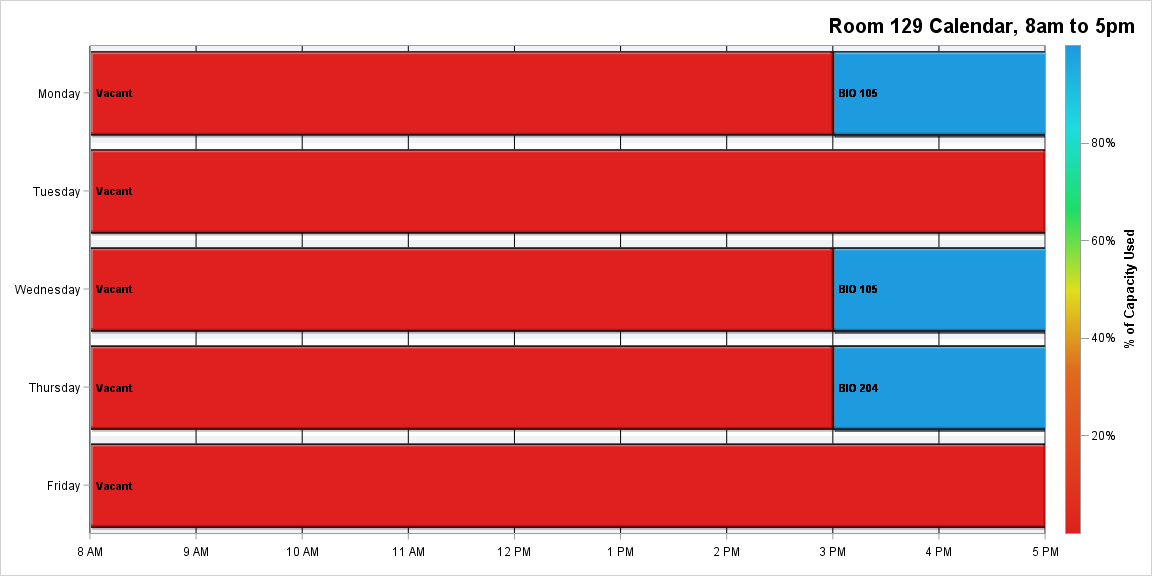 Room 129 Calendar, 8am to 5pm
Monday
Vacant
BIO 105
Tuesday
Vacant
Wednesday
Vacant
BIO 105
Thursday
Vacant
BIO 204
Friday
Vacant
8 AM 9 AM 10 AM 11 AM 12 PM 1 PM 2 PM 3 PM 4 PM 5 PM
80%
60%
40%
20%
% of Capacity Used